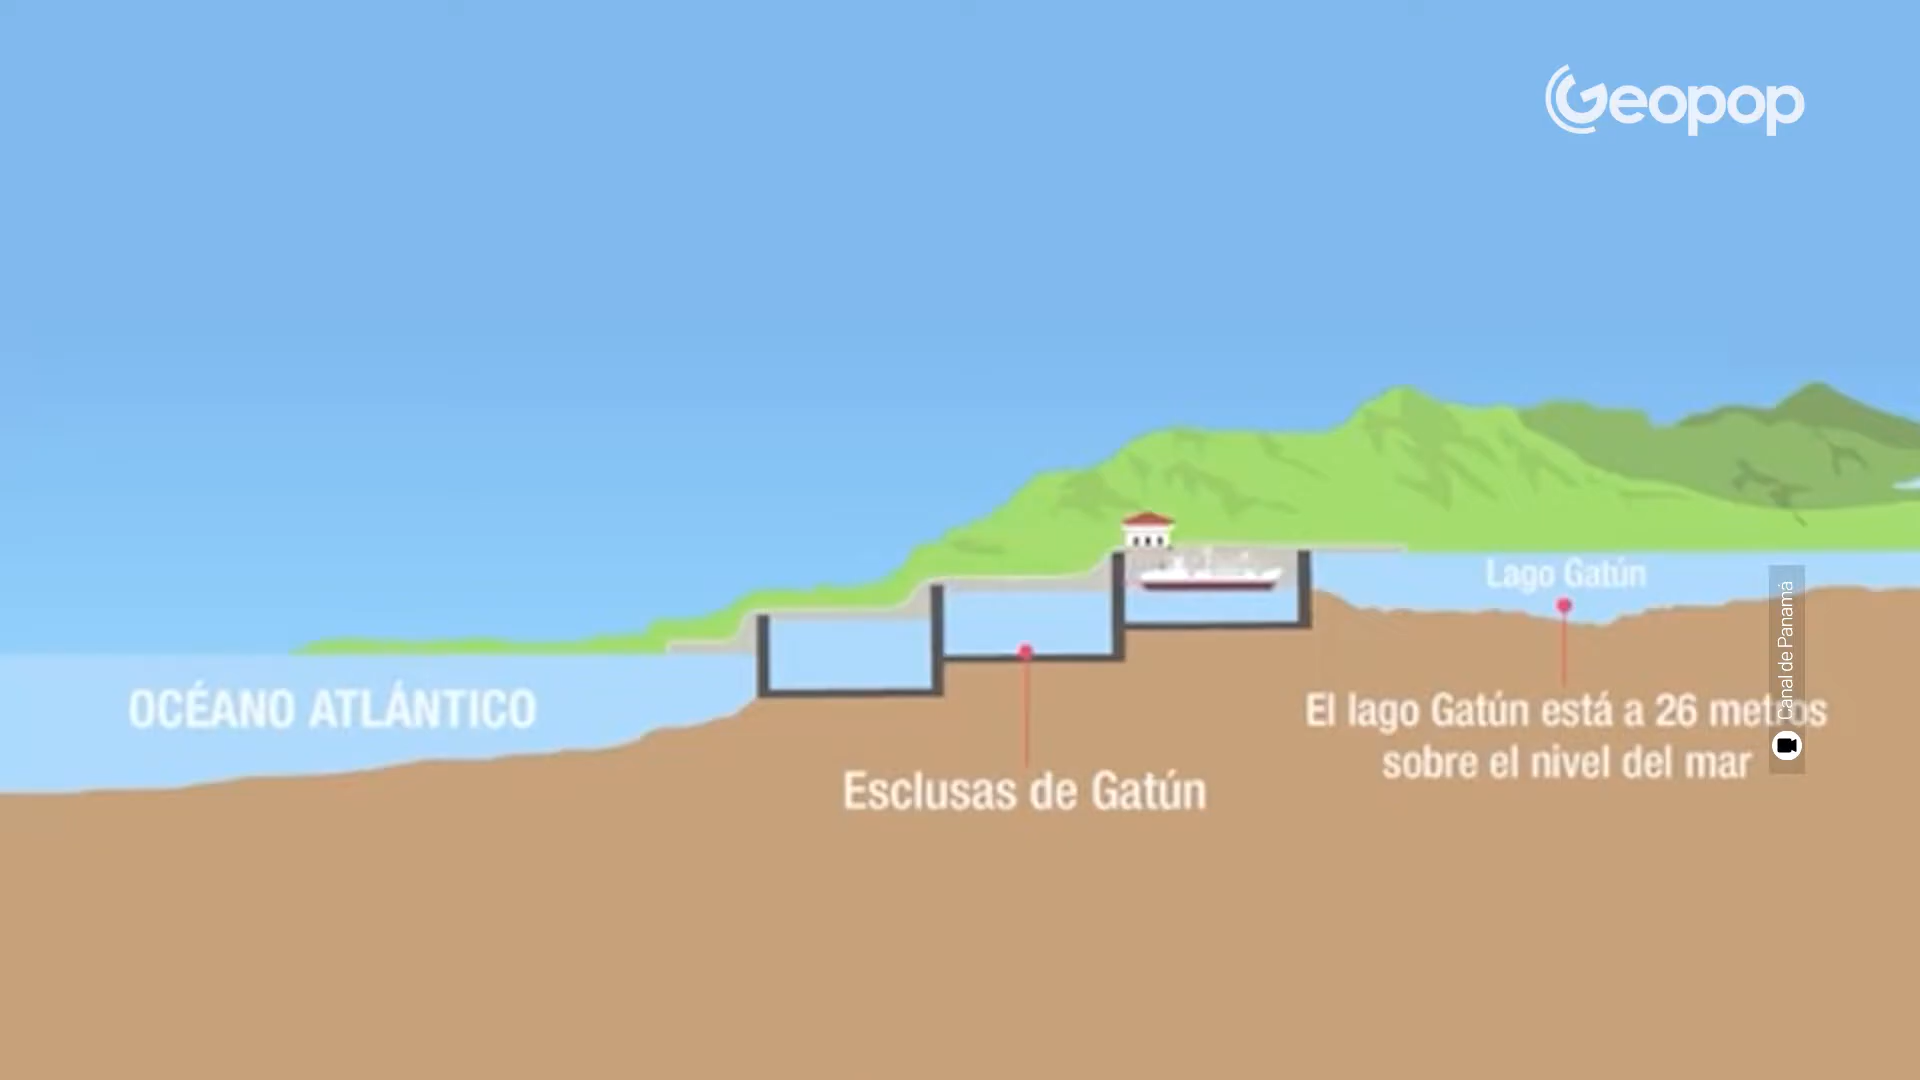 Geopop
Lago Gatún
OCÉANO ATLÁNTICO
Esclusas de Gatún
El lago Gatún está a 26 metros
sobre el nivel del mar
Canal de Panamá